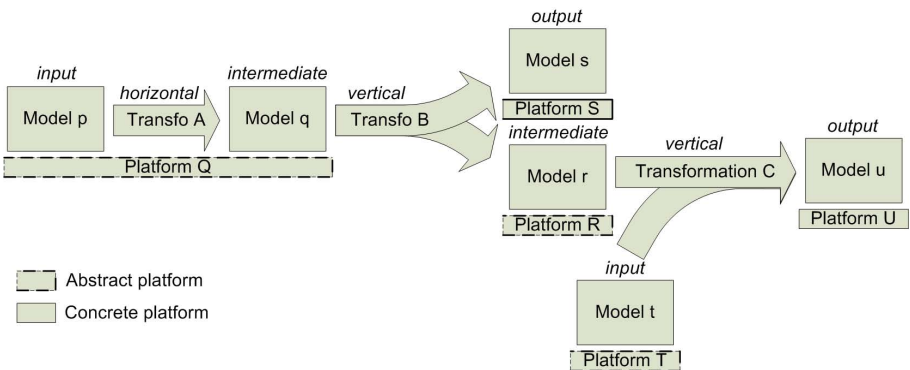 output
Model s
Platform S
input
Model p
horizontal
Transfo A
intermediate
Model q
Platform Q
vertical
Transfo B
intermediate
Model r
Platform R
vertical
Transformation C
output
Model u
Platform U
input
Model t
Platform T
Abstract platform
Concrete platform